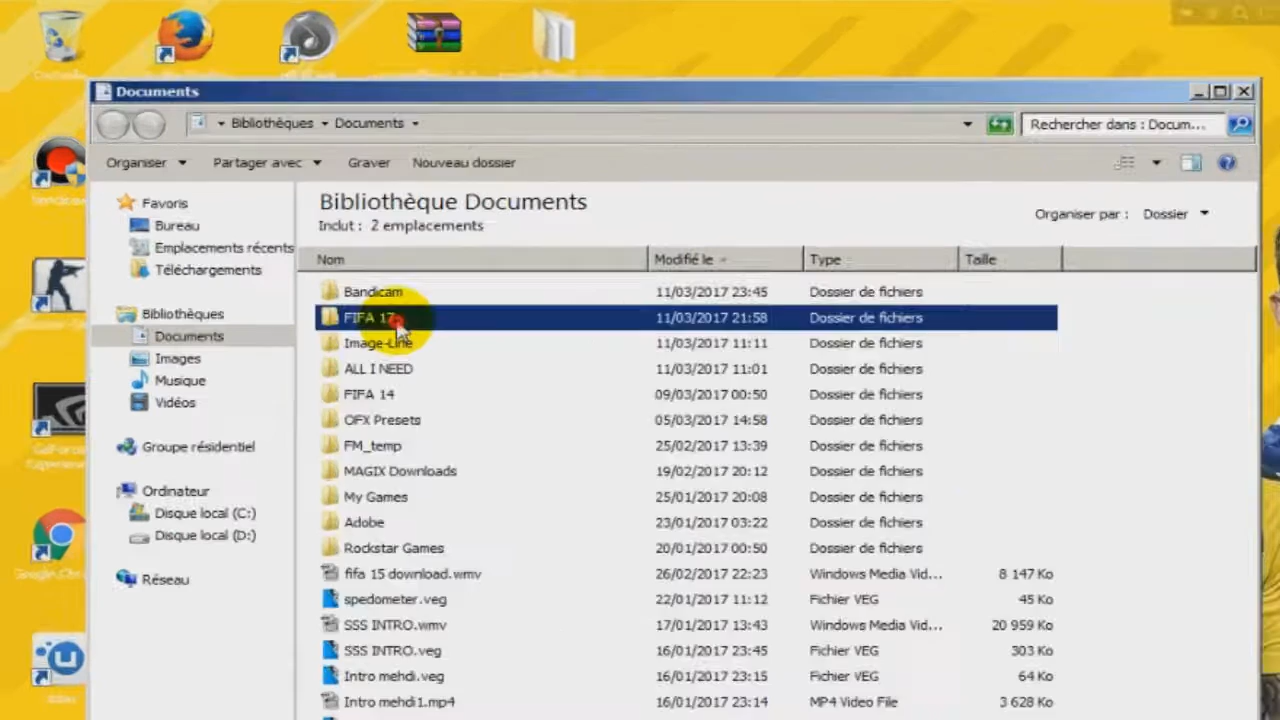 Documents
Bibliothèques Documents
Rechercher dans : Docum...
Organiser Partager avec Graver Nouveau dossier
Favoris
Bureau
Emplacements récents
Téléchargements
Bibliothèques
Documents
Images
Musique
Vidéos
Groupe résidentiel
Ordinateur
Disque local (C:)
Disque local (D:)
Réseau
Bibliothèque Documents
Inclut : 2 emplacements
Organiser par : Dossier
Nom Modifié le Type Taille
Bandicam 11/03/2017 23:45 Dossier de fichiers
FIFA 17 11/03/2017 21:58 Dossier de fichiers
Image-Line 11/03/2017 11:11 Dossier de fichiers
ALL I NEED 11/03/2017 11:01 Dossier de fichiers
FIFA 14 09/03/2017 00:50 Dossier de fichiers
OFX Presets 05/03/2017 14:58 Dossier de fichiers
FM_temp 25/02/2017 13:39 Dossier de fichiers
MAGIX Downloads 19/02/2017 20:12 Dossier de fichiers
My Games 25/01/2017 20:08 Dossier de fichiers
Adobe 23/01/2017 03:22 Dossier de fichiers
Rockstar Games 20/01/2017 00:50 Dossier de fichiers
fifa 15 download.wmv 26/02/2017 22:23 Windows Media Vid... 8 147 Ko
spedometer.veg 22/01/2017 11:12 Fichier VEG 45 Ko
SSS INTRO.wmv 17/01/2017 13:43 Windows Media Vid... 20 959 Ko
SSS INTRO.veg 16/01/2017 23:45 Fichier VEG 303 Ko
Intro mehdi.veg 16/01/2017 23:15 Fichier VEG 64 Ko
Intro mehdi1.mp4 16/01/2017 23:14 MP4 Video File 3 628 Ko